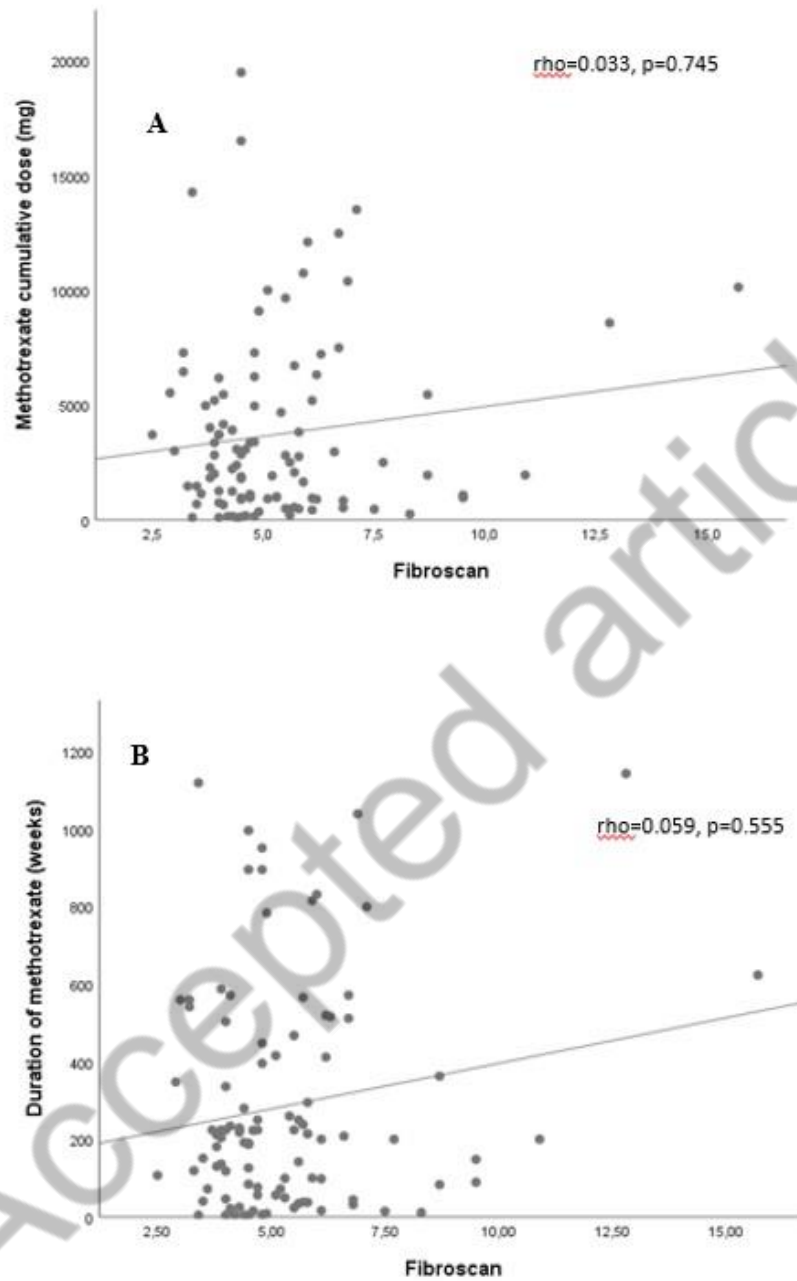 rho=0.033, p=0.745
A
Methotrexate cumulative dose (mg)
20000
15000
10000
5000
0
2,5 5,0 7,5 10,0 12,5 15,0
Fibroscan
B
rho=0.059, p=0.555
Duration of methotrexate (weeks)
1200
1000
800
600
400
200
0
2,50 5,00 7,50 10,00 12,50 15,00
Fibroscan
Accepted artic